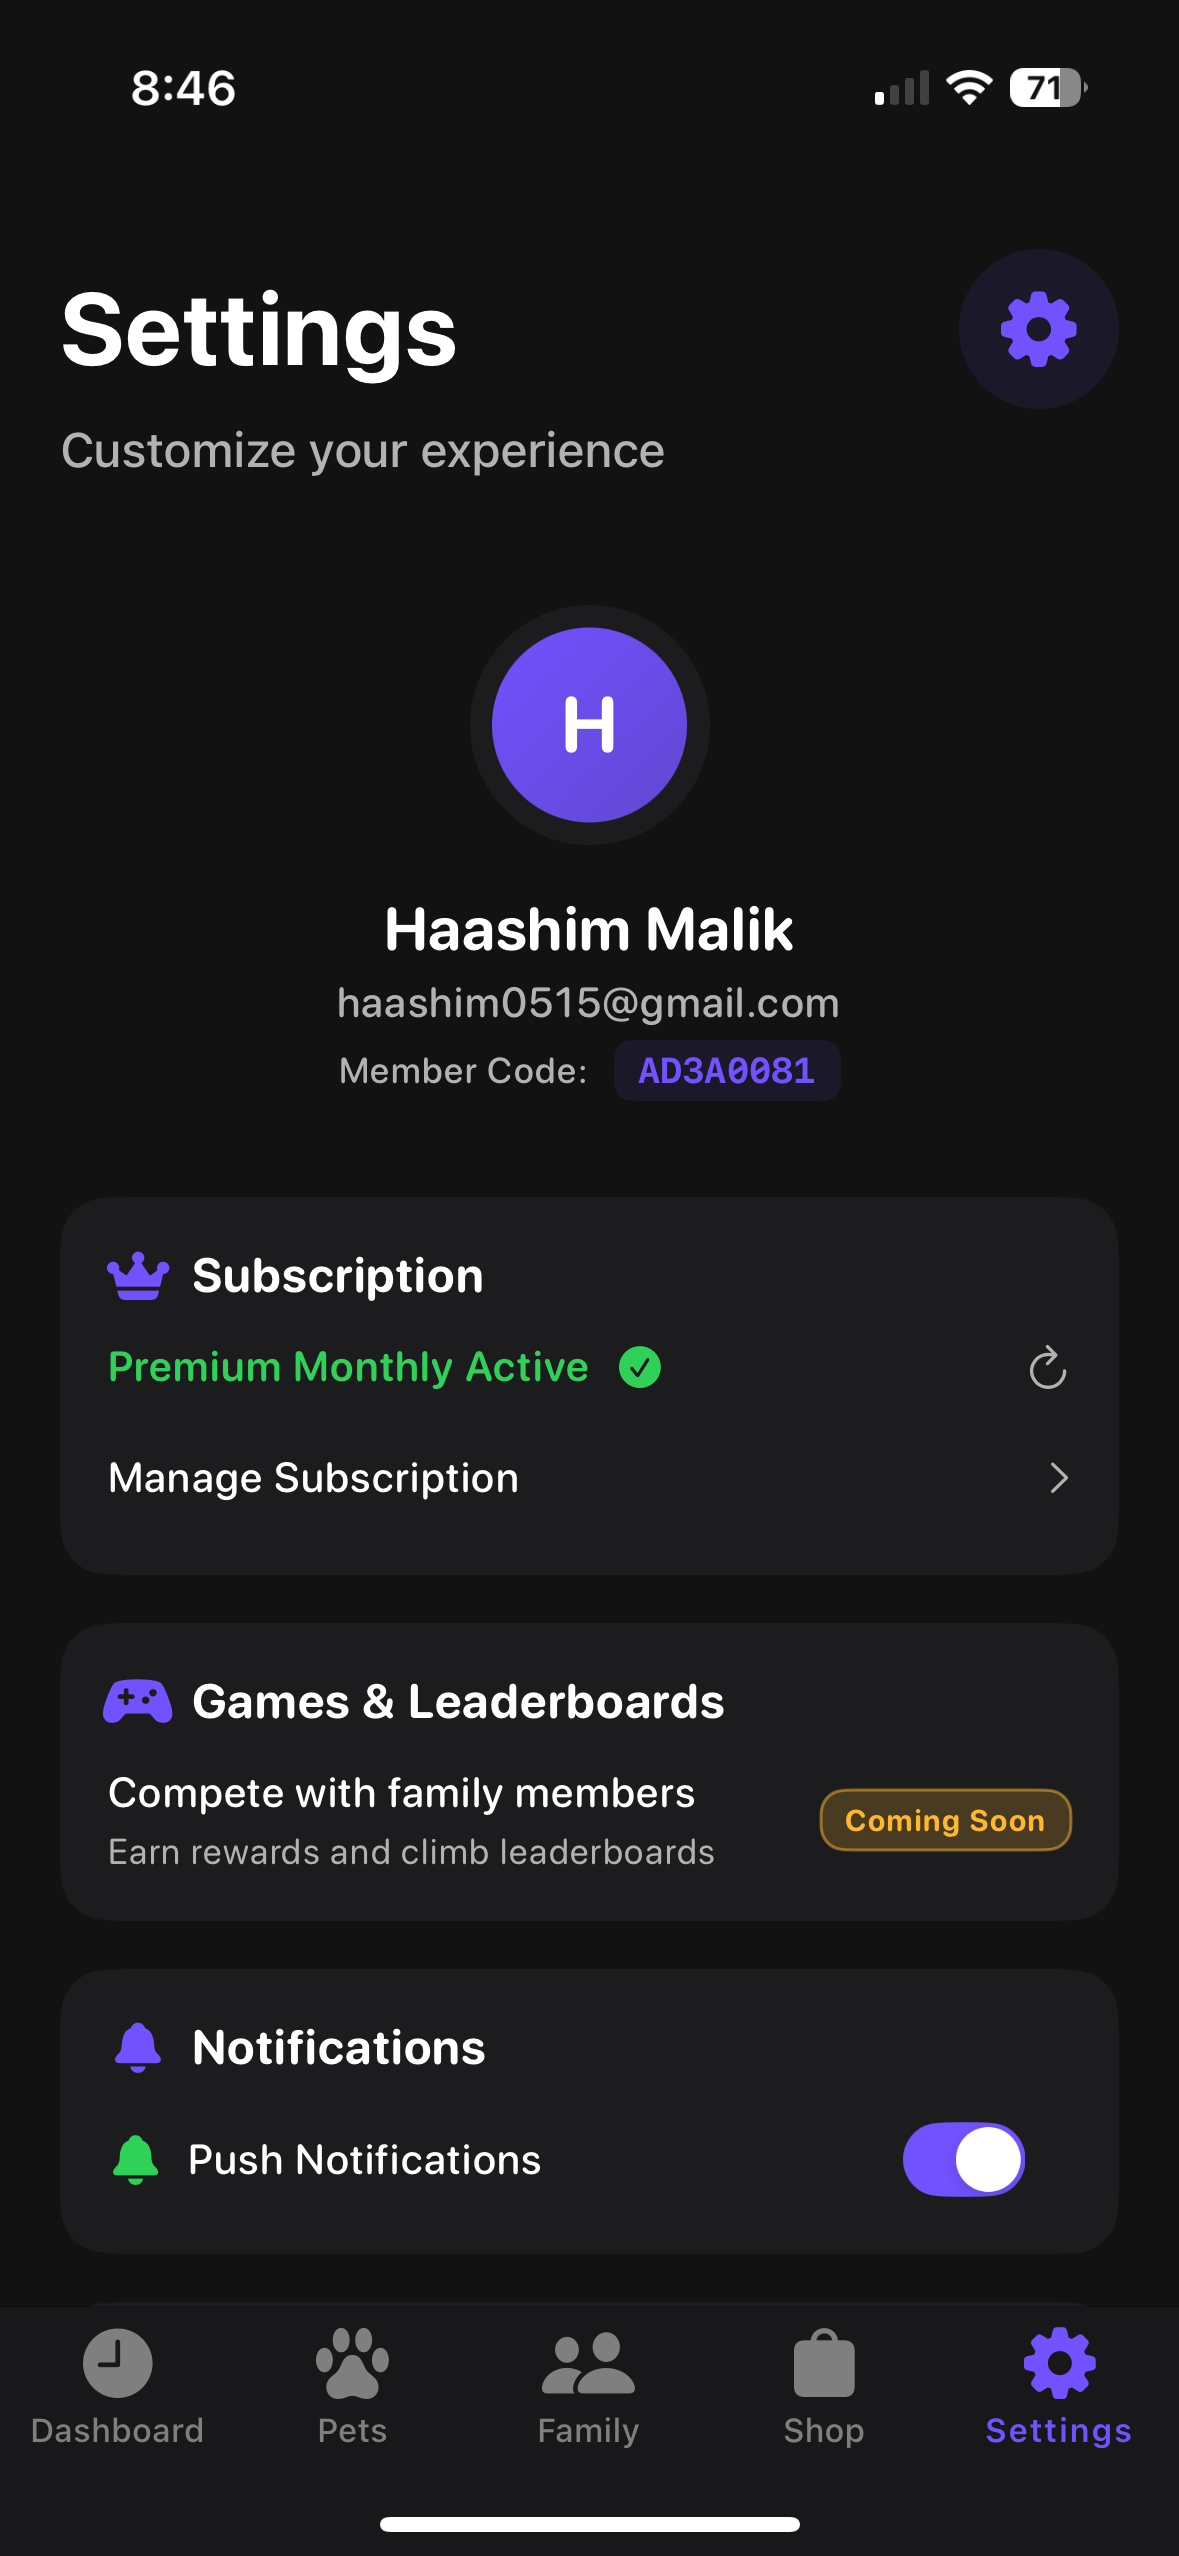 8:46
71
Settings
Customize your experience
H
Haashim Malik
haashim0515@gmail.com
Member Code: AD3A0081
Subscription
Premium Monthly Active
Manage Subscription
Games & Leaderboards
Compete with family members
Coming Soon
Earn rewards and climb leaderboards
Notifications
Push Notifications
Dashboard Pets Family Shop Settings